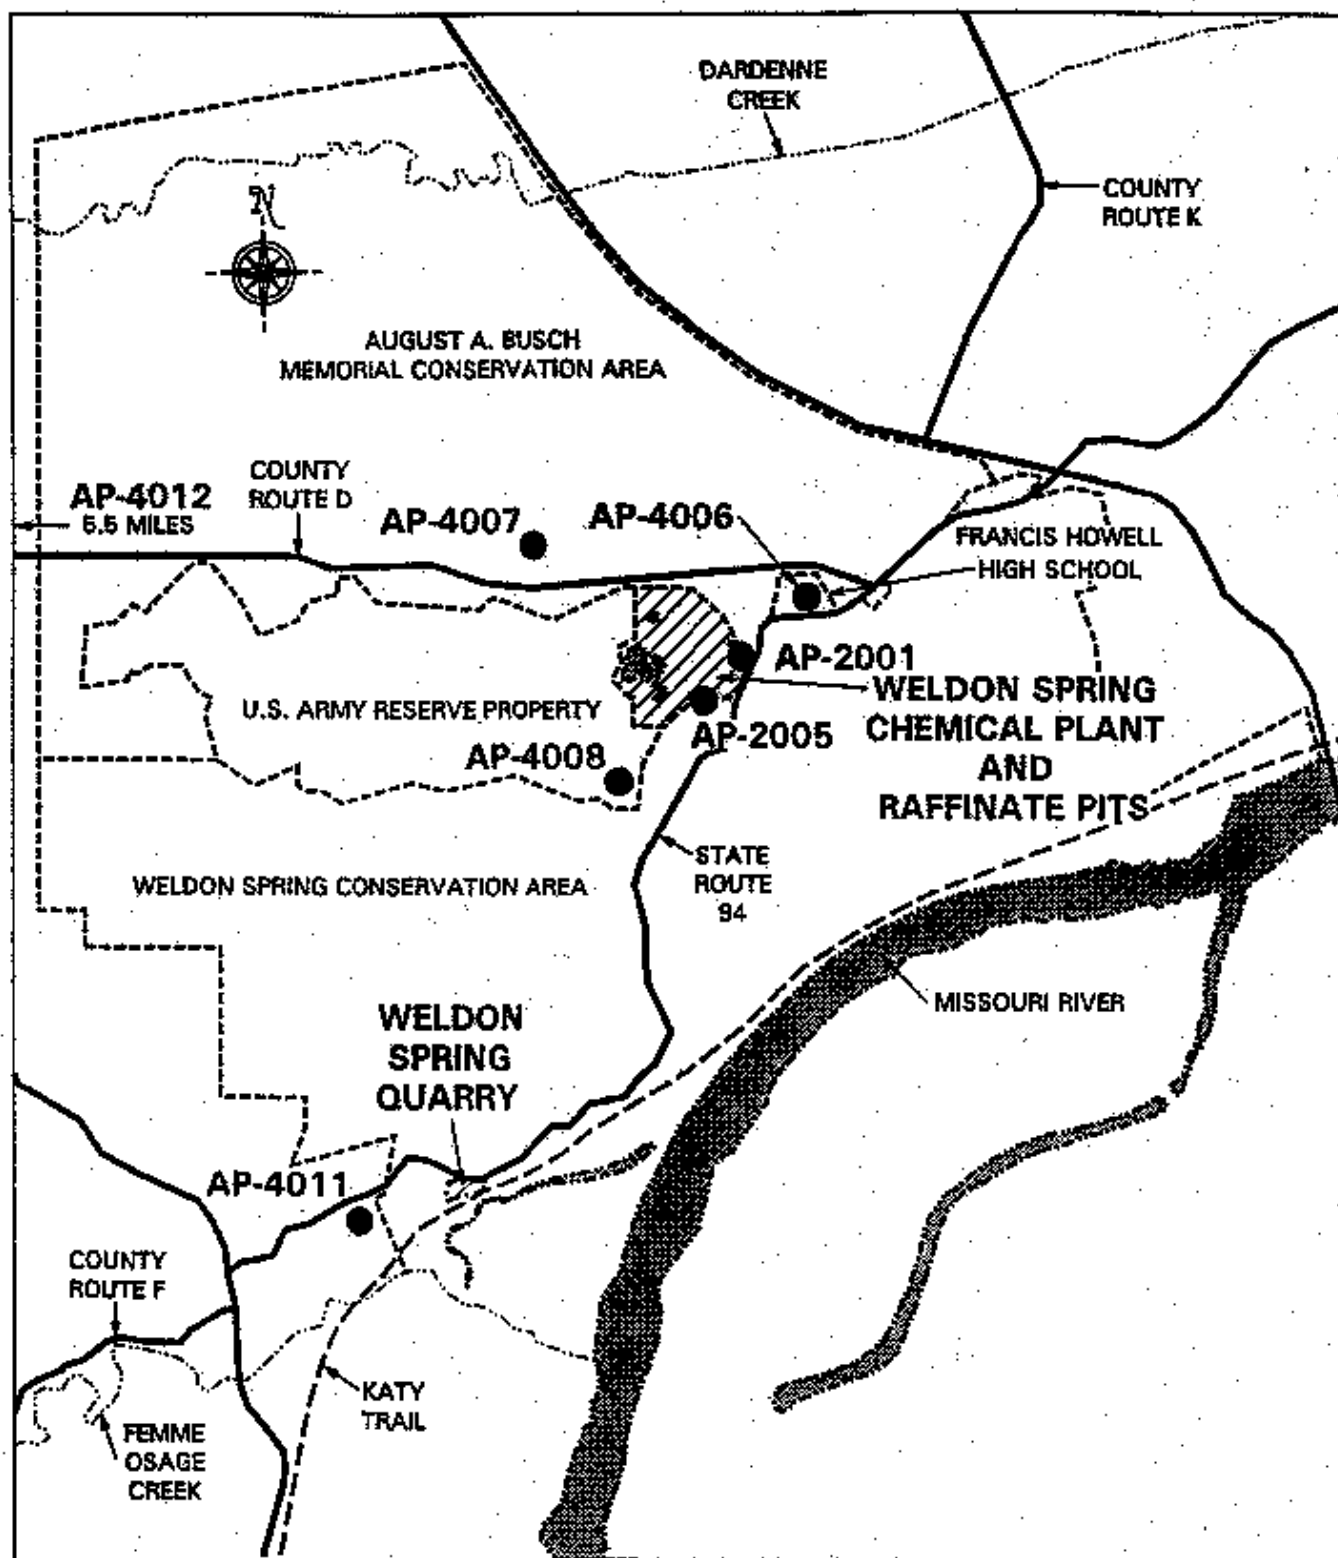 DARDENNE
CREEK
COUNTY
ROUTE K
N
AUGUST A. BUSCH
MEMORIAL CONSERVATION AREA
AP-4012
5.5 MILES
COUNTY
ROUTE D
AP-4007
AP-4006
FRANCIS HOWELL
HIGH SCHOOL
AP-2001
WELDON SPRING
CHEMICAL PLANT
AND
RAFFINATE PITS
U.S. ARMY RESERVE PROPERTY
AP-2005
AP-4008
STATE
ROUTE
94
WELDON SPRING CONSERVATION AREA
MISSOURI RIVER
WELDON
SPRING
QUARRY
AP-4011
COUNTY
ROUTE F
KATY
TRAIL
FEMME
OSAGE
CREEK